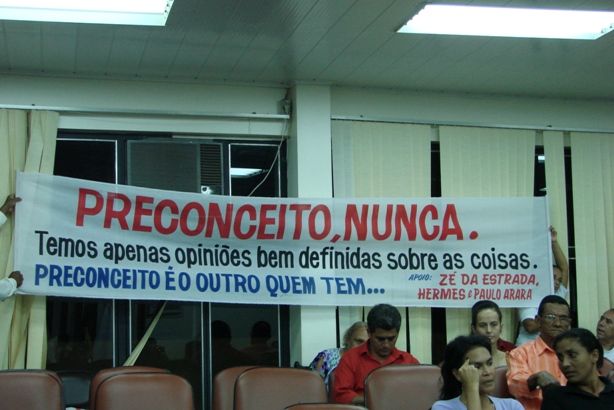 PRECONCEITO, NUNCA.
Temos apenas opiniões bem definidas sobre as coisas.
PRECONCEITO É O OUTRO QUEM TEM...
APOIO: ZÉ DA ESTRADA,
HERMES e PAULO ARARA